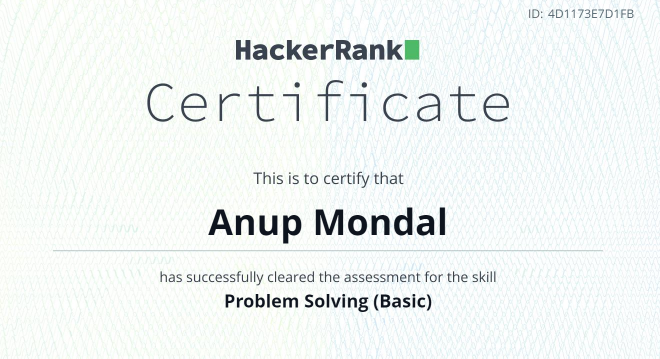 ID: 4D1173E7D1FB
HackerRank
Certificate
This is to certify that
Anup Mondal
has successfully cleared the assessment for the skill
Problem Solving (Basic)